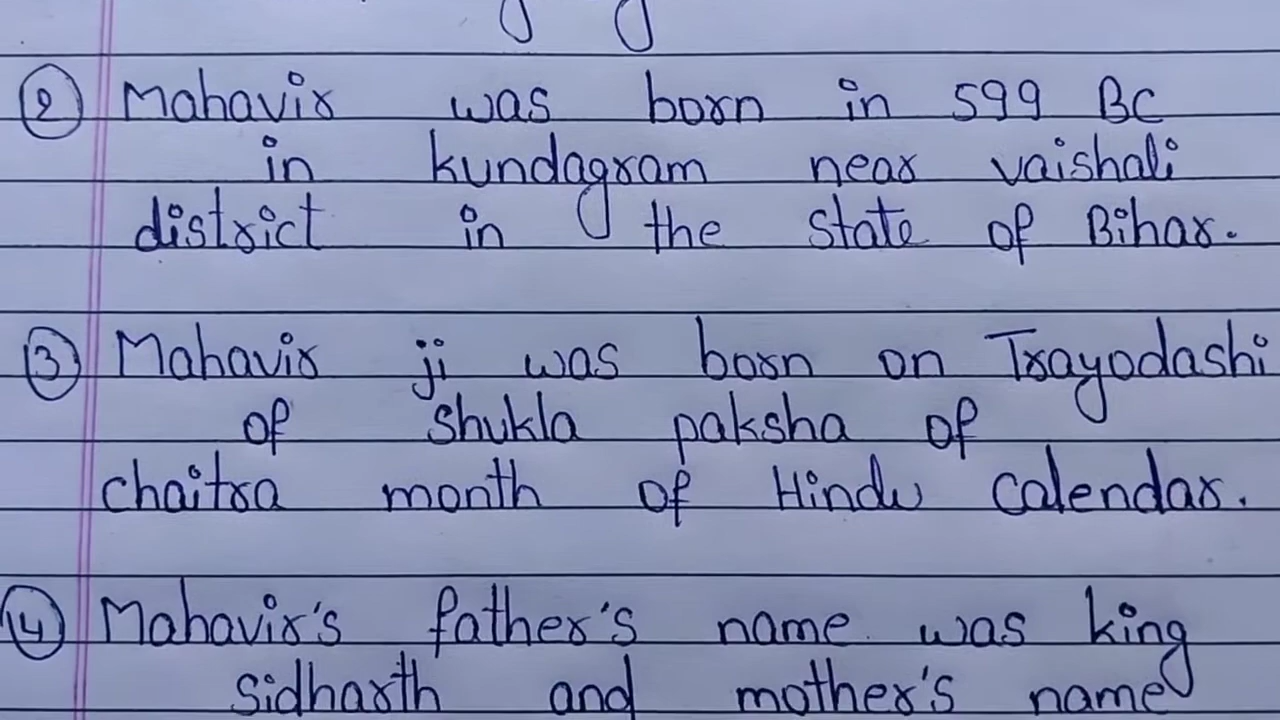 ② Mahavir was born in 599 BC
in kundagram near vaishali
district in the state of Bihar.
③ Mahavir ji was born on Trayodashi
of shukla paksha of
chaitra month of Hindu calendar.
④ Mahavir's father's name was king
sidharth and mother's name